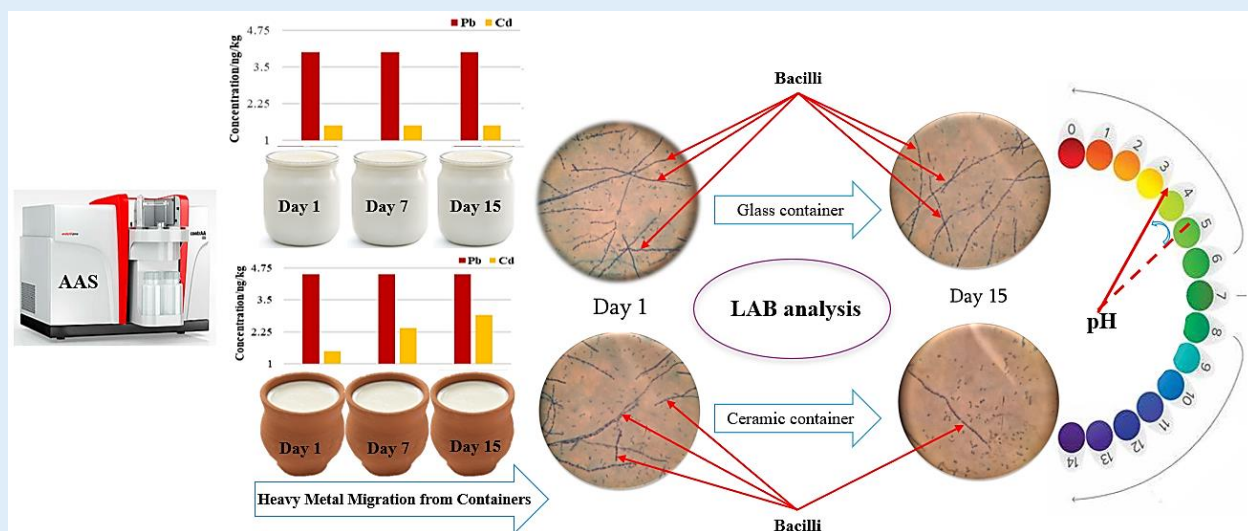 Pb Cd
Concentration/ng/kg
4.75
3.5
2.25
1
Day 1 Day 7 Day 15
AAS
Pb Cd
Concentration/ng/kg
4.75
3.5
2.25
1
Day 1 Day 7 Day 15
Heavy Metal Migration from Containers
Bacilli
Glass container
Day 1
Day 15
LAB analysis
Ceramic container
Bacilli
pH
0
1
2
3
4
5
6
7
8
9
10
11
12
13
14